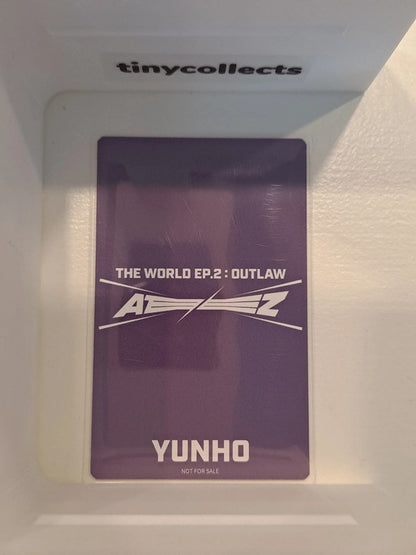 tinycollects
THE WORLD EP.2 : OUTLAW
ATEEZ
YUNHO
NOT FOR SALE